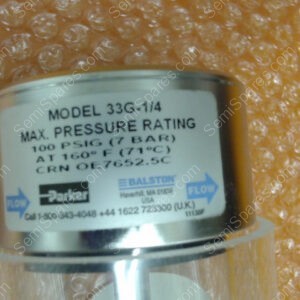 MODEL 33G-1/4
MAX. PRESSURE RATING
100 PSIG (7 BAR)
AT 160° F (71°C)
CRN OE7652.5C
FLOW
Parker
BALSTON
Haverhill, MA 01835
USA
FLOW
Call 1-800-343-4048 +44 1622 723300 (U.K.)